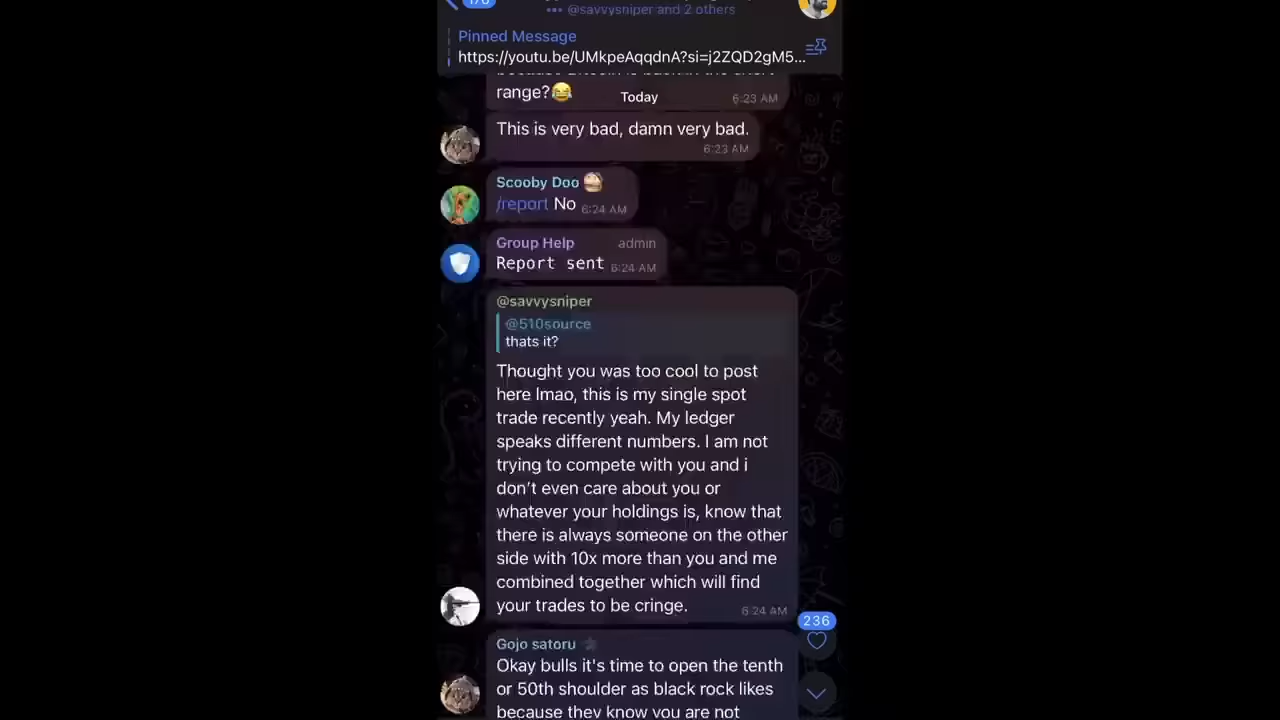 @savvysniper and 2 others
Pinned Message
https://youtu.be/UMkpeAqqdnA?si=j2ZQD2gM5...
range?😂
6:23 AM
Today
This is very bad, damn very bad.
6:23 AM
Scooby Doo
/report No 6:24 AM
Group Help admin
Report sent 6:24 AM
@savvysniper
@510source
thats it?
Thought you was too cool to post
here lmao, this is my single spot
trade recently yeah. My ledger
speaks different numbers. I am not
trying to compete with you and i
don’t even care about you or
whatever your holdings is, know that
there is always someone on the other
side with 10x more than you and me
combined together which will find
your trades to be cringe.
6:24 AM
236
Gojo satoru
Okay bulls it's time to open the tenth
or 50th shoulder as black rock likes
because they know you are not